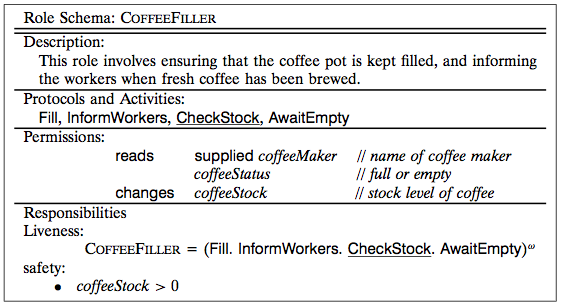 Role Schema: COFFEEFILLER
Description:
This role involves ensuring that the coffee pot is kept filled, and informing
the workers when fresh coffee has been brewed.
Protocols and Activities:
Fill, InformWorkers, CheckStock, AwaitEmpty
Permissions:
reads supplied coffeeMaker // name of coffee maker
coffeeStatus // full or empty
changes coffeeStock // stock level of coffee
Responsibilities
Liveness:
COFFEEFILLER = (Fill. InformWorkers. CheckStock. AwaitEmpty)ω
safety:
• coffeeStock > 0